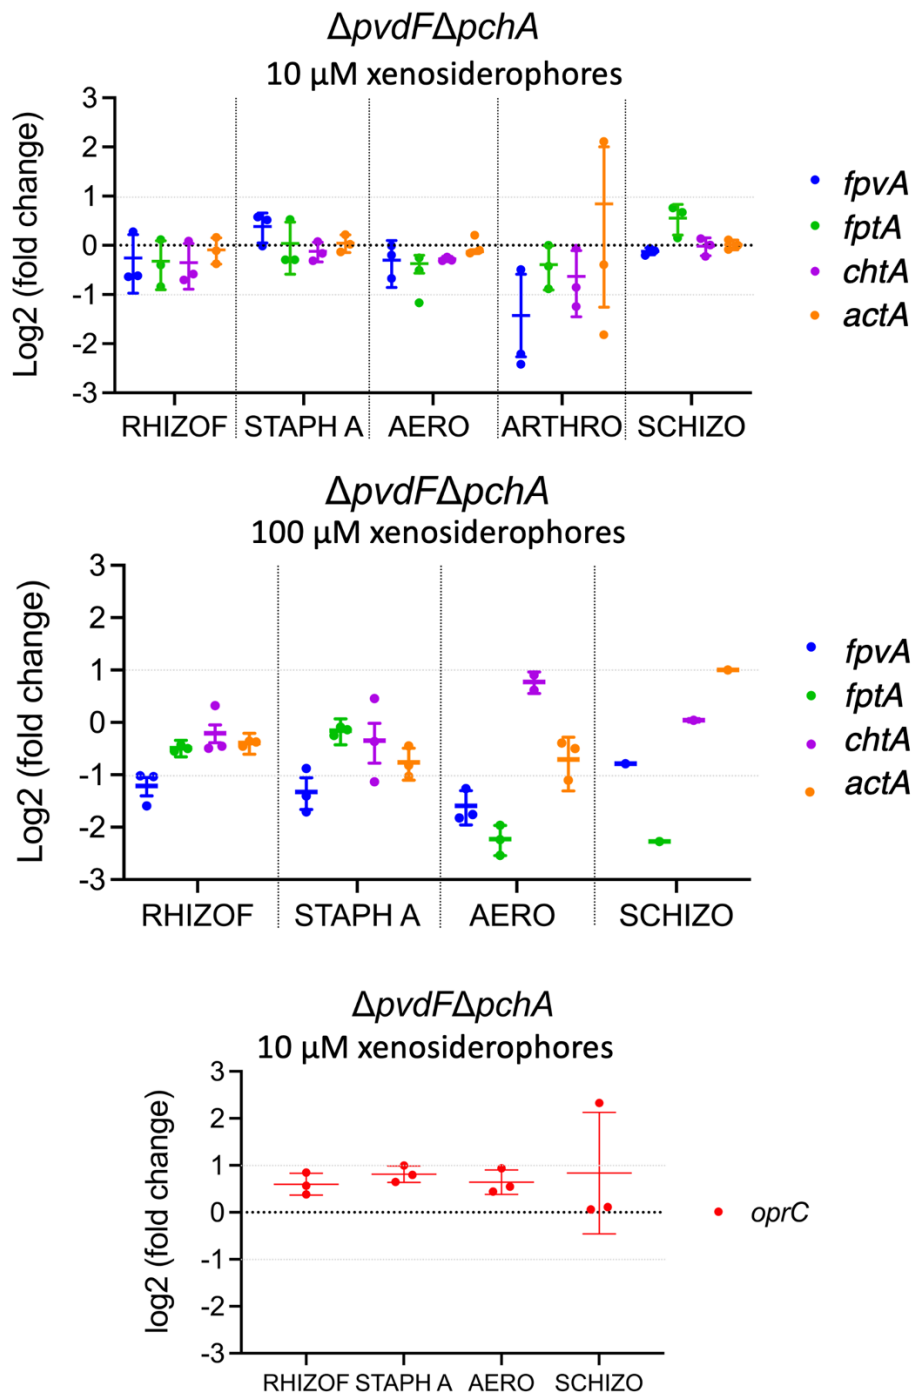 ΔpvdFΔpchA
10 µM xenosiderophores
Log2 (fold change)
3
2
1
0
-1
-2
-3
RHIZOF STAPH A AERO ARTHRO SCHIZO
fpvA
fptA
chtA
actA
ΔpvdFΔpchA
100 µM xenosiderophores
Log2 (fold change)
3
2
1
0
-1
-2
-3
RHIZOF STAPH A AERO SCHIZO
fpvA
fptA
chtA
actA
ΔpvdFΔpchA
10 µM xenosiderophores
log2 (fold change)
3
2
1
0
-1
-2
-3
RHIZOF STAPH A AERO SCHIZO
oprC